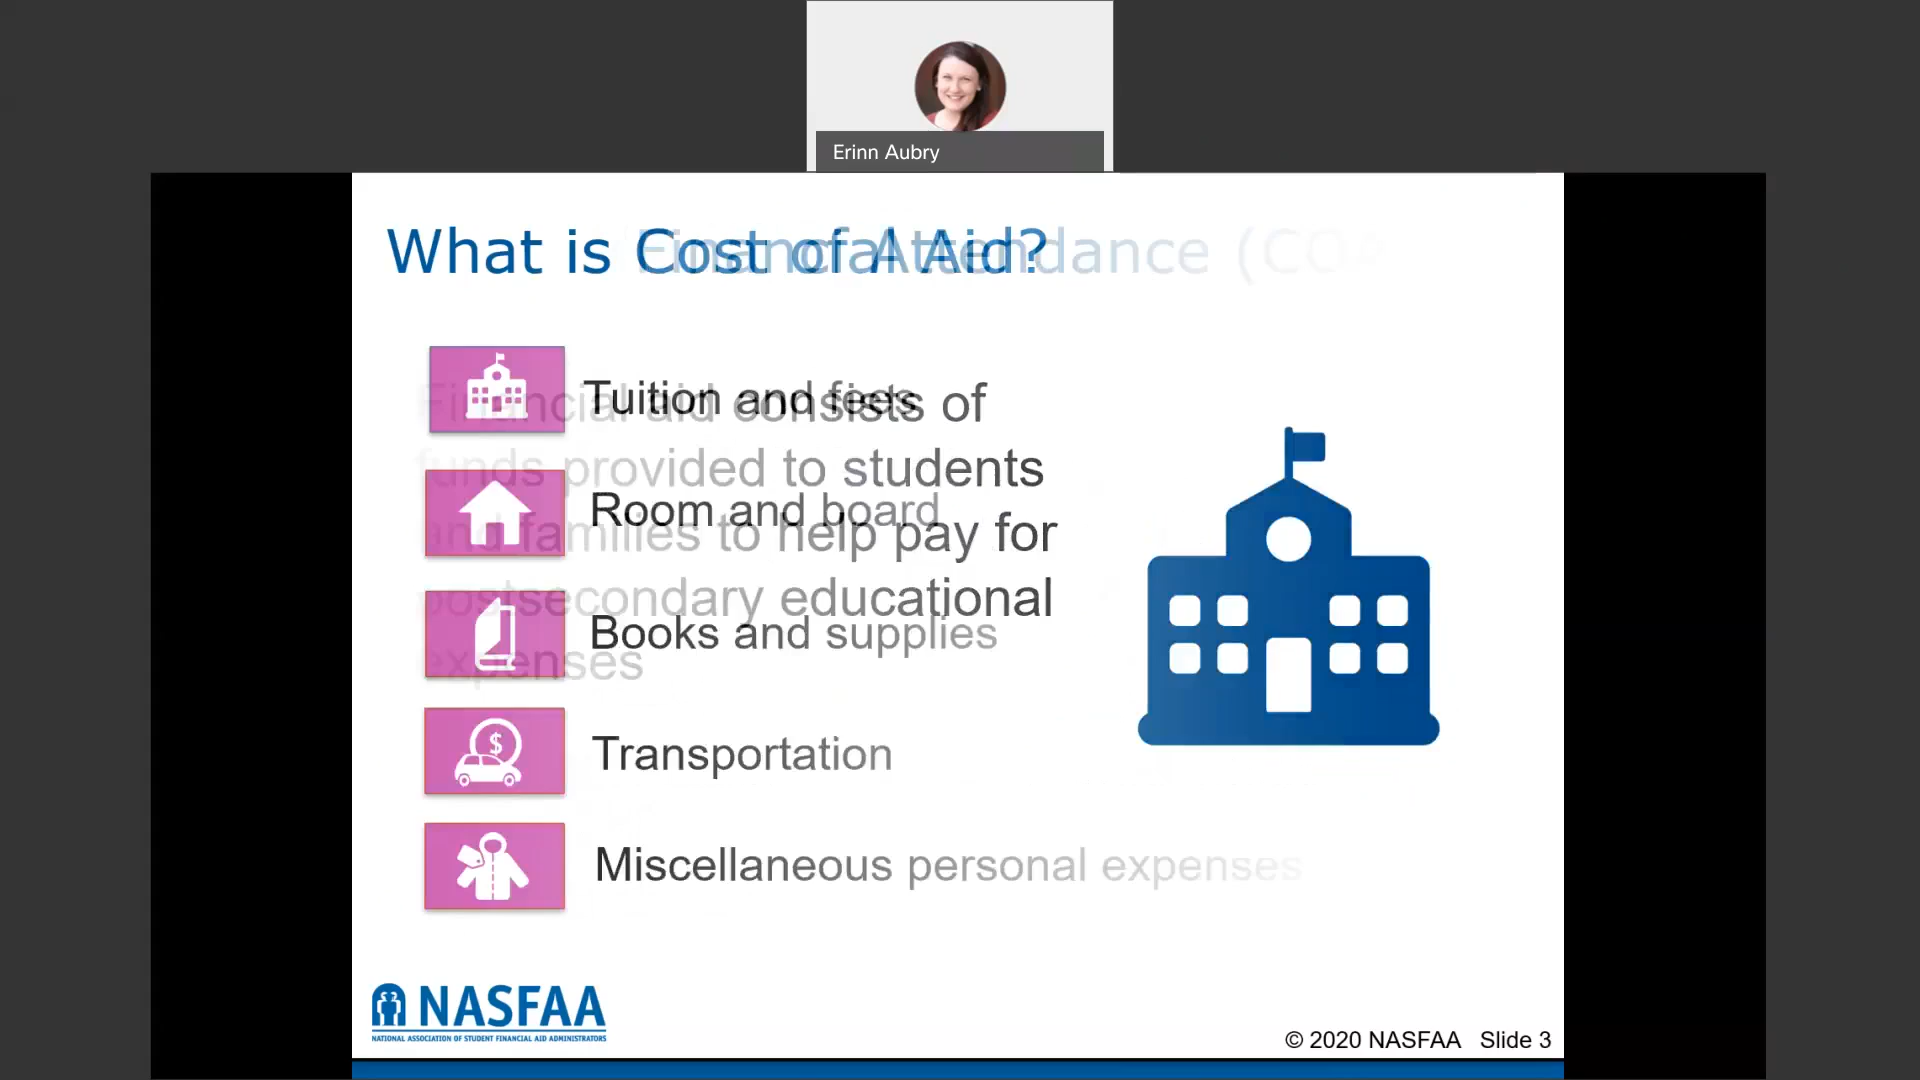 Erinn Aubry
What is Financial Aid?
What is Cost of Attendance (COA
Financial aid consists of
funds provided to students
and families to help pay for
postsecondary educational
expenses
Tuition and fees
Room and board
Books and supplies
$
Transportation
Miscellaneous personal expenses
NASFAA
NATIONAL ASSOCIATION OF STUDENT FINANCIAL AID ADMINISTRATORS
© 2020 NASFAA Slide 3